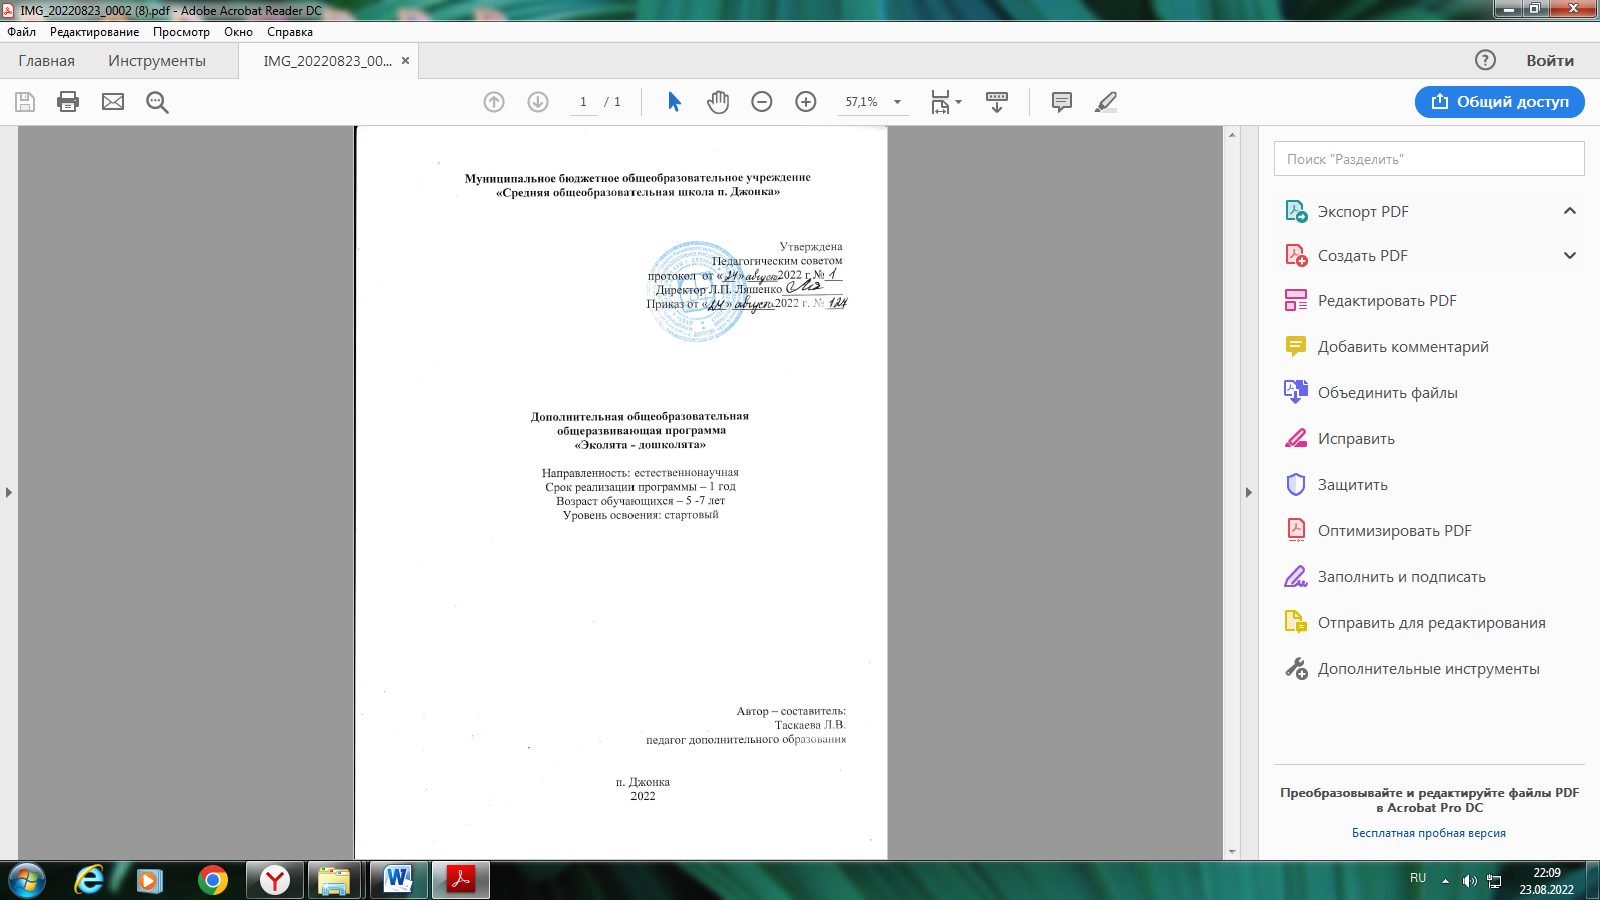 IMG_20220823_0002 (8).pdf - Adobe Acrobat Reader DC
Файл Редактирование Просмотр Окно Справка
Главная Инструменты IMG_20220823_00... × Войти
1 / 1 57,1% Общий доступ
Муниципальное бюджетное общеобразовательное учреждение
«Средняя общеобразовательная школа п. Джонка»
Утверждена
Педагогическим советом
протокол от «24» август 2022 г.№ 1
Директор Л.П. Ляшенко
Приказ от «24» август 2022 г. № 124
Дополнительная общеобразовательная
общеразвивающая программа
«Эколята - дошколята»
Направленность: естественнонаучная
Срок реализации программы – 1 год
Возраст обучающихся – 5 -7 лет
Уровень освоения: стартовый
Автор – составитель:
Таскаева Л.В.
педагог дополнительного образования
п. Джонка
2022
Поиск "Разделить"
Экспорт PDF
Создать PDF
Редактировать PDF
Добавить комментарий
Объединить файлы
Исправить
Защитить
Оптимизировать PDF
Заполнить и подписать
Отправить для редактирования
Дополнительные инструменты
Преобразовывайте и редактируйте файлы PDF
в Acrobat Pro DC
Бесплатная пробная версия
RU 22:09
23.08.2022